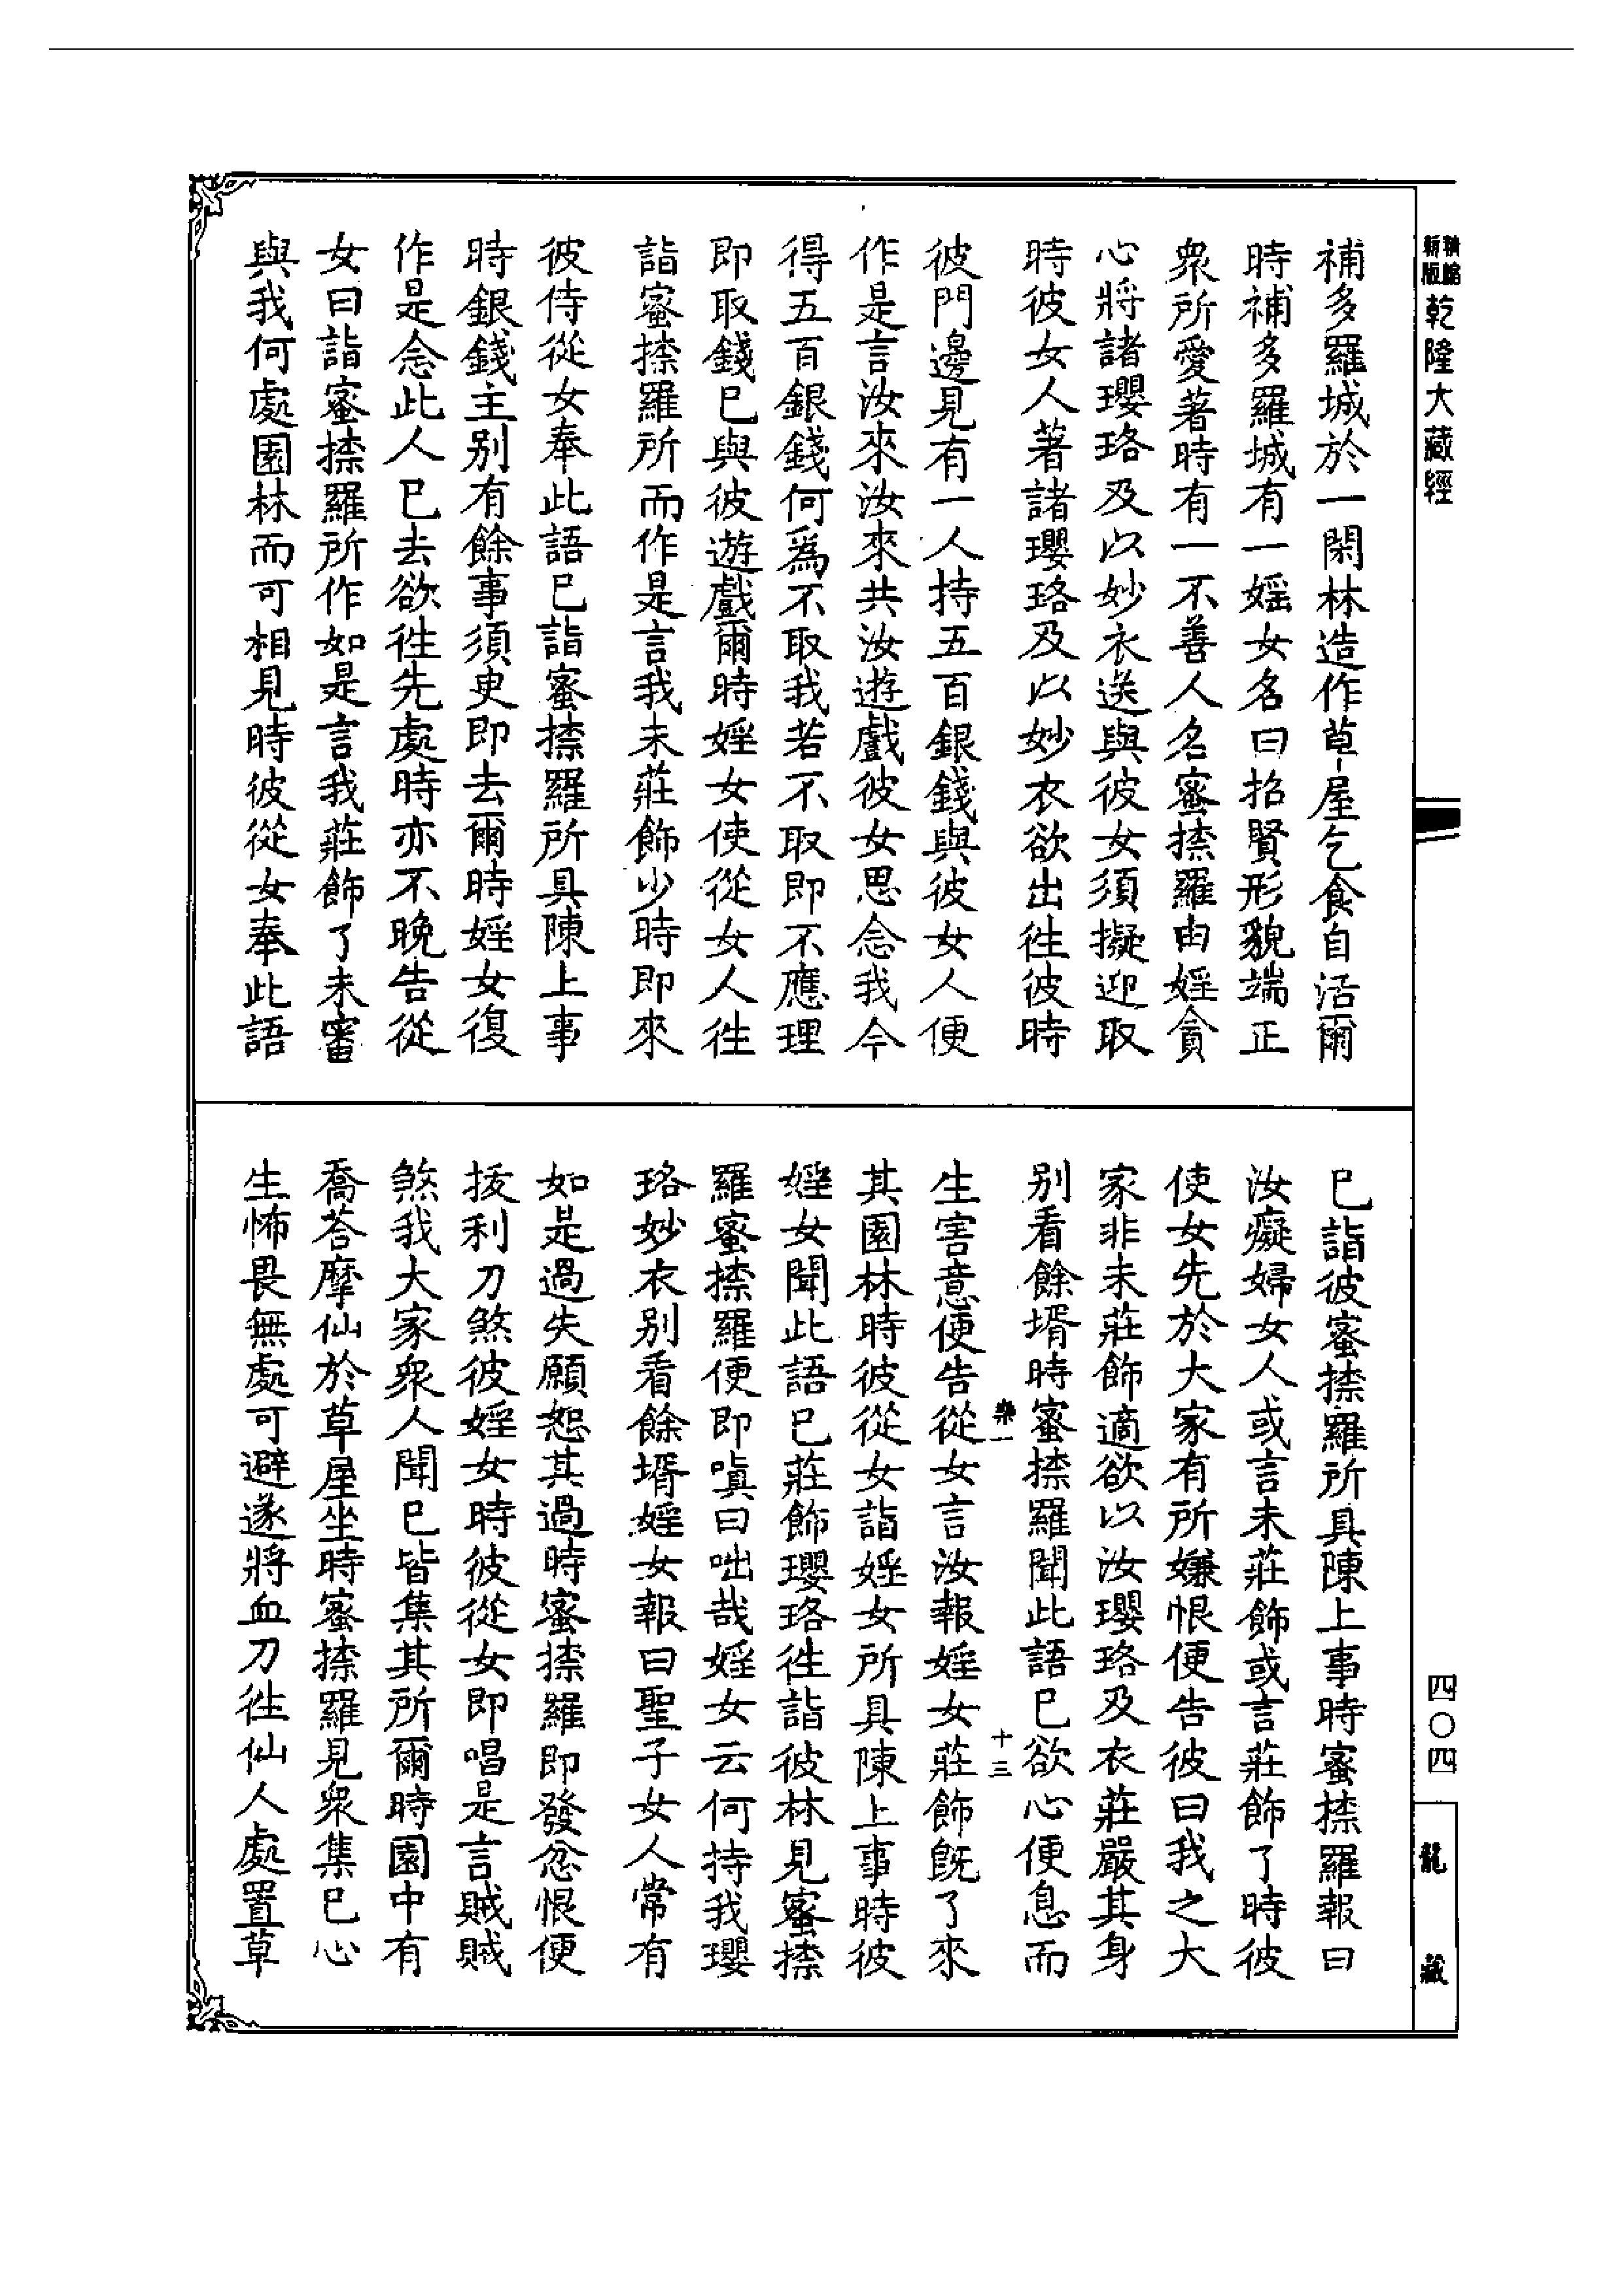 新編
新版
乾隆大藏經
補多羅城於一閑林造作草屋乞食自活爾
時補多羅城有一婬女名曰招賢形貌端正
衆所愛著時有一不善人名蜜捺羅由婬貪
心將諸瓔珞及以妙衣送與彼女須擬迎取
時彼女人著諸瓔珞及以妙衣欲出徃彼時
彼門邊見有一人持五百銀錢與彼女人便
作是言汝來汝來共汝遊戲彼女思念我今
得五百銀錢何爲不取我若不取即不應理
即取錢已與彼遊戲爾時婬女使從女人徃
詣蜜捺羅所而作是言我未莊飾少時即來
彼侍從女奉此語已詣蜜捺羅所具陳上事
時銀錢主别有餘事須臾即去爾時婬女復
作是念此人已去欲徃先處時亦不晚告從
女曰詣蜜捺羅所作如是言我莊飾了未審
與我何處園林而可相見時彼從女奉此語
已詣彼蜜捺羅所具陳上事時蜜捺羅報曰
汝癡婦女人或言未莊飾或言莊飾了時彼
使女先於大家有所嫌恨便告彼曰我之大
家非未莊飾適欲以汝瓔珞及衣莊嚴其身
别看餘壻時蜜捺羅聞此語已欲心便息而
樂一
十三
生害意便告從女言汝報婬女莊飾旣了來
其園林時彼從女詣婬女所具陳上事時彼
婬女聞此語已莊飾瓔珞徃詣彼林見蜜捺
羅蜜捺羅便即嗔曰咄哉婬女云何持我瓔
珞妙衣别看餘壻婬女報曰聖子女人常有
如是過失願恕其過時蜜捺羅即發忿恨便
拔利刀煞彼婬女時彼從女即唱是言賊賊
煞我大家衆人聞已皆集其所爾時園中有
喬荅摩仙於草屋坐時蜜捺羅見衆集已心
生怖畏無處可避遂將血刀徃仙人處置草
四〇四
龍藏